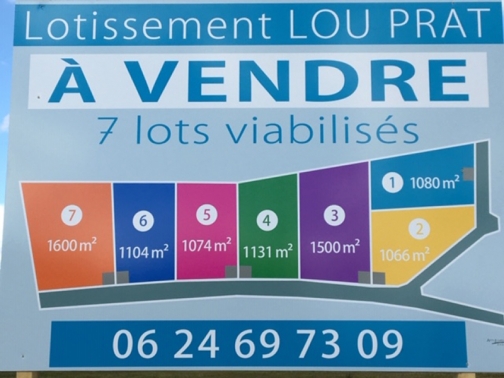 Lotissement LOU PRAT
À VENDRE
7 lots viabilisés
1 1080 m²
7
1600 m²
6
1104 m²
5
1074 m²
4
1131 m²
3
1500 m²
2
1066 m²
06 24 69 73 09